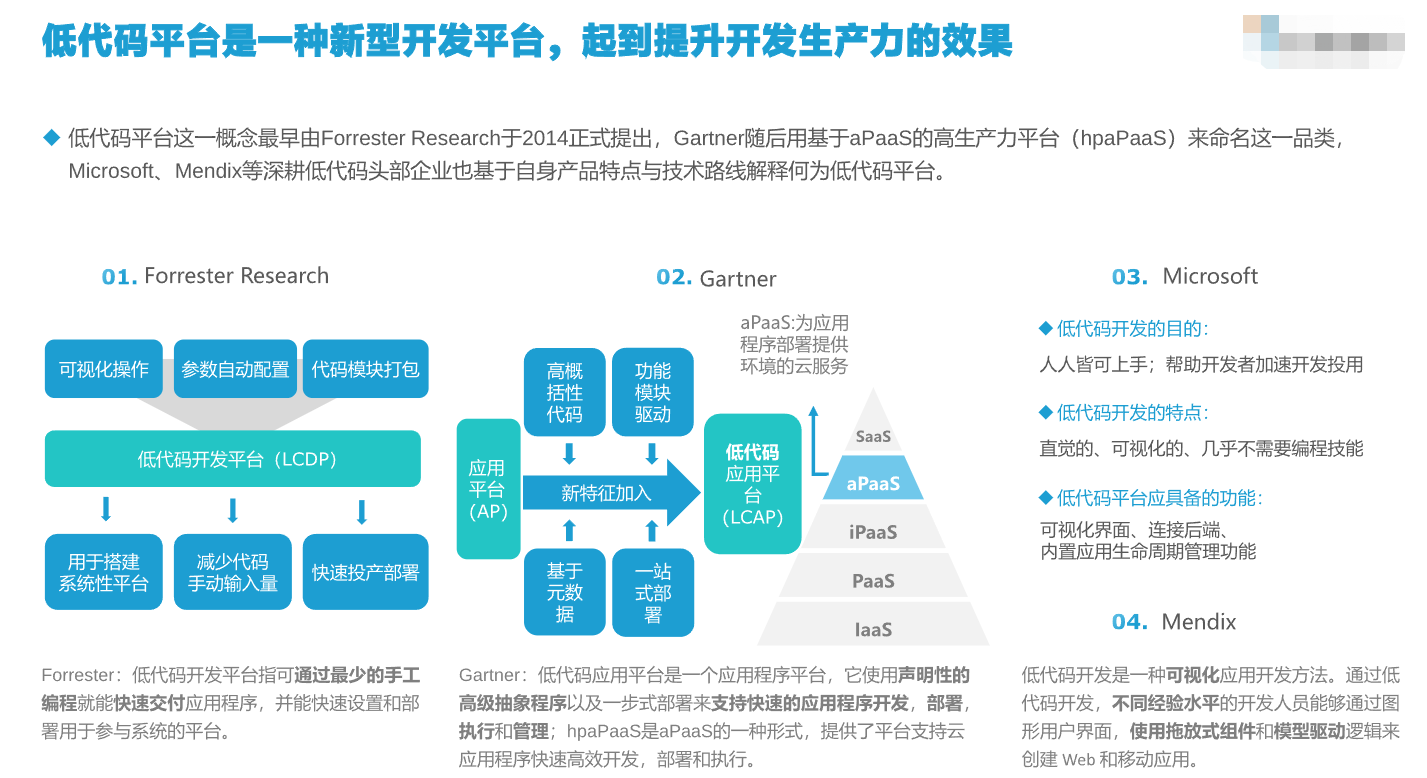 低代码平台是一种新型开发平台，起到提升开发生产力的效果
◆ 低代码平台这一概念最早由Forrester Research于2014正式提出，Gartner随后用基于aPaaS的高生产力平台（hpaPaaS）来命名这一品类，
Microsoft、Mendix等深耕低代码头部企业也基于自身产品特点与技术路线解释何为低代码平台。
01. Forrester Research
可视化操作
参数自动配置
代码模块打包
低代码开发平台（LCDP）
用于搭建
系统性平台
减少代码
手动输入量
快速投产部署
Forrester：低代码开发平台指可通过最少的手工
编程就能快速交付应用程序，并能快速设置和部
署用于参与系统的平台。
02. Gartner
aPaaS:为应用
程序部署提供
环境的云服务
高概
括性
代码
功能
模块
驱动
应用
平台
（AP）
新特征加入
低代码
应用平
台
（LCAP）
基于
元数
据
一站
式部
署
SaaS
aPaaS
iPaaS
PaaS
IaaS
Gartner：低代码应用平台是一个应用程序平台，它使用声明性的
高级抽象程序以及一步式部署来支持快速的应用程序开发，部署，
执行和管理；hpaPaaS是aPaaS的一种形式，提供了平台支持云
应用程序快速高效开发，部署和执行。
03. Microsoft
◆ 低代码开发的目的：
人人皆可上手；帮助开发者加速开发投用
◆ 低代码开发的特点：
直觉的、可视化的、几乎不需要编程技能
◆ 低代码平台应具备的功能：
可视化界面、连接后端、
内置应用生命周期管理功能
04. Mendix
低代码开发是一种可视化应用开发方法。通过低
代码开发，不同经验水平的开发人员能够通过图
形用户界面，使用拖放式组件和模型驱动逻辑来
创建 Web 和移动应用。